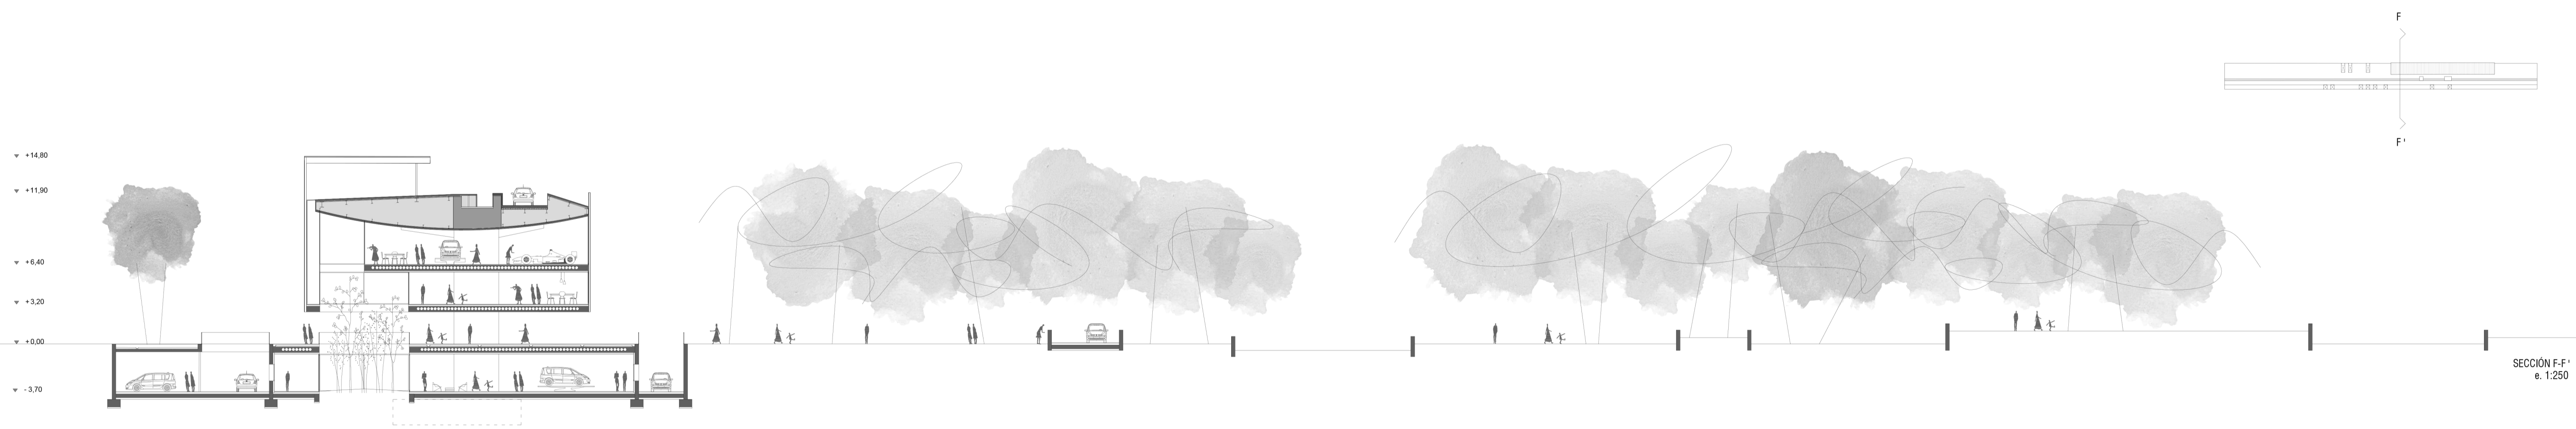 F
F'
+14,80
+11,90
+6,40
+3,20
+0,00
- 3,70
SECCIÓN F-F'
e. 1:250